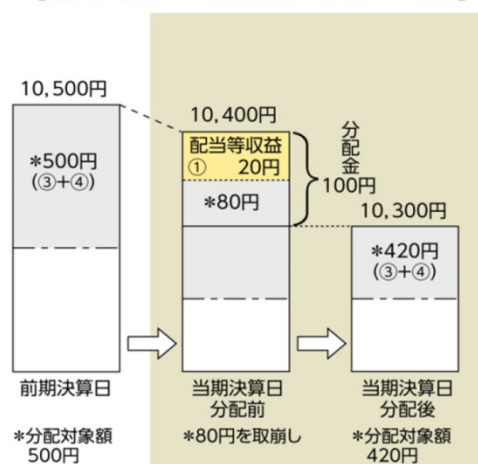 10,500円
*500円
(③+④)
10,400円
配当等収益
① 20円
*80円
分配金
100円
10,300円
*420円
(③+④)
前期決算日
当期決算日
分配前
当期決算日
分配後
*分配対象額
500円
*80円を取崩し
*分配対象額
420円